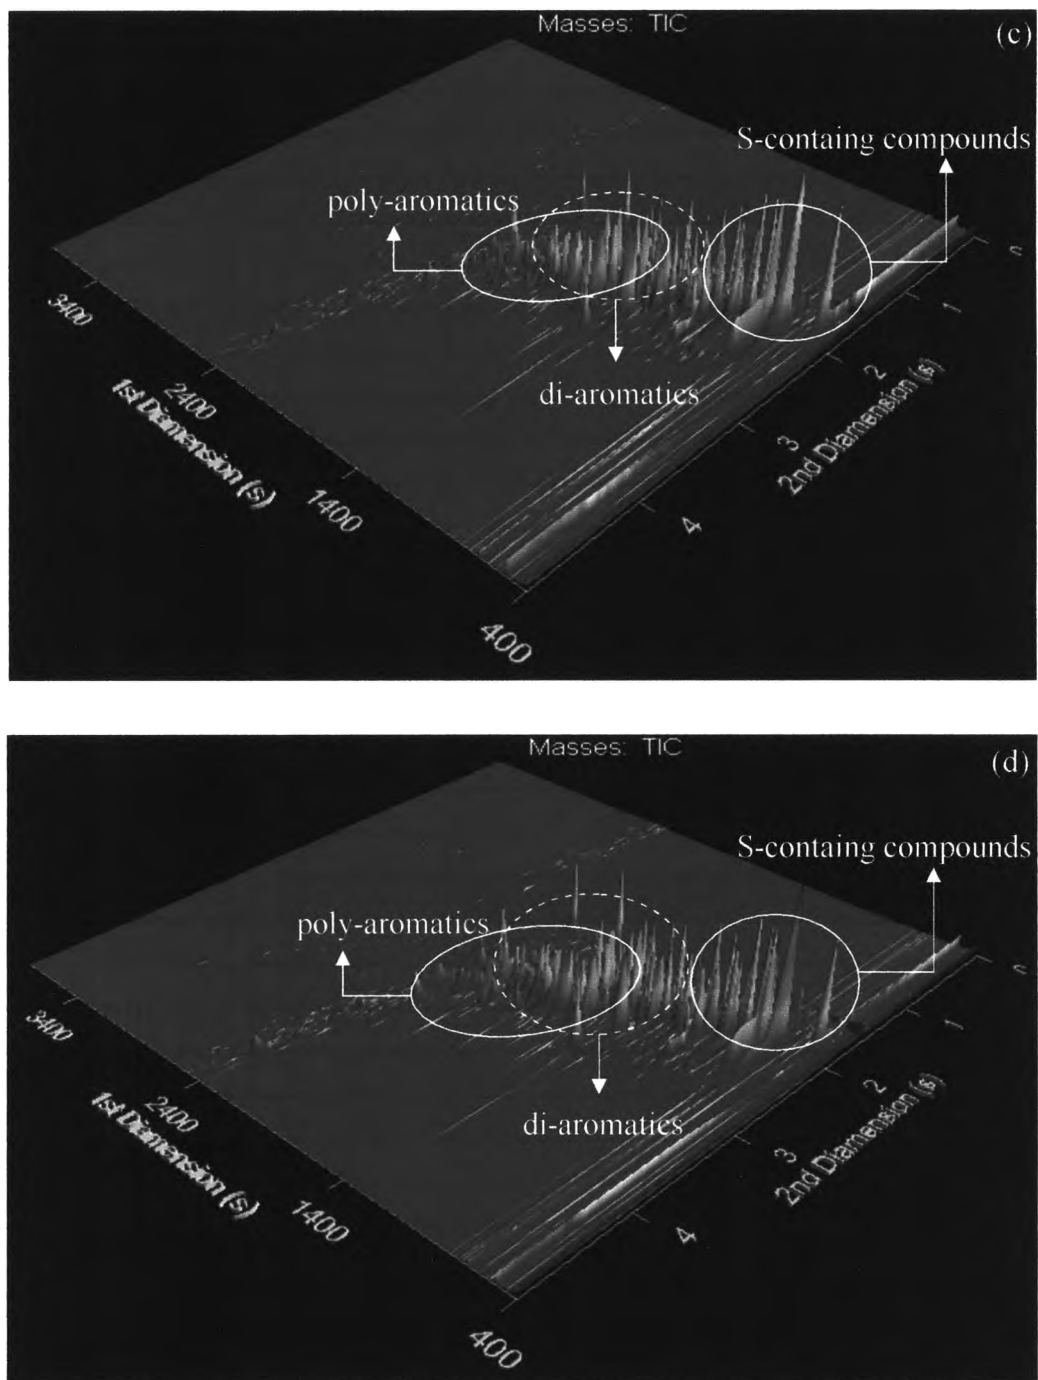 Masses: TIC
(c)
S-containg compounds
poly-aromatics
di-aromatics
3400
2400
1400
400
1st Diamension (s)
1
2
3
4
2nd Diamension (s)
Masses: TIC
(d)
S-containg compounds
poly-aromatics
di-aromatics
3400
2400
1400
400
1st Diamension (s)
1
2
3
4
2nd Diamension (s)